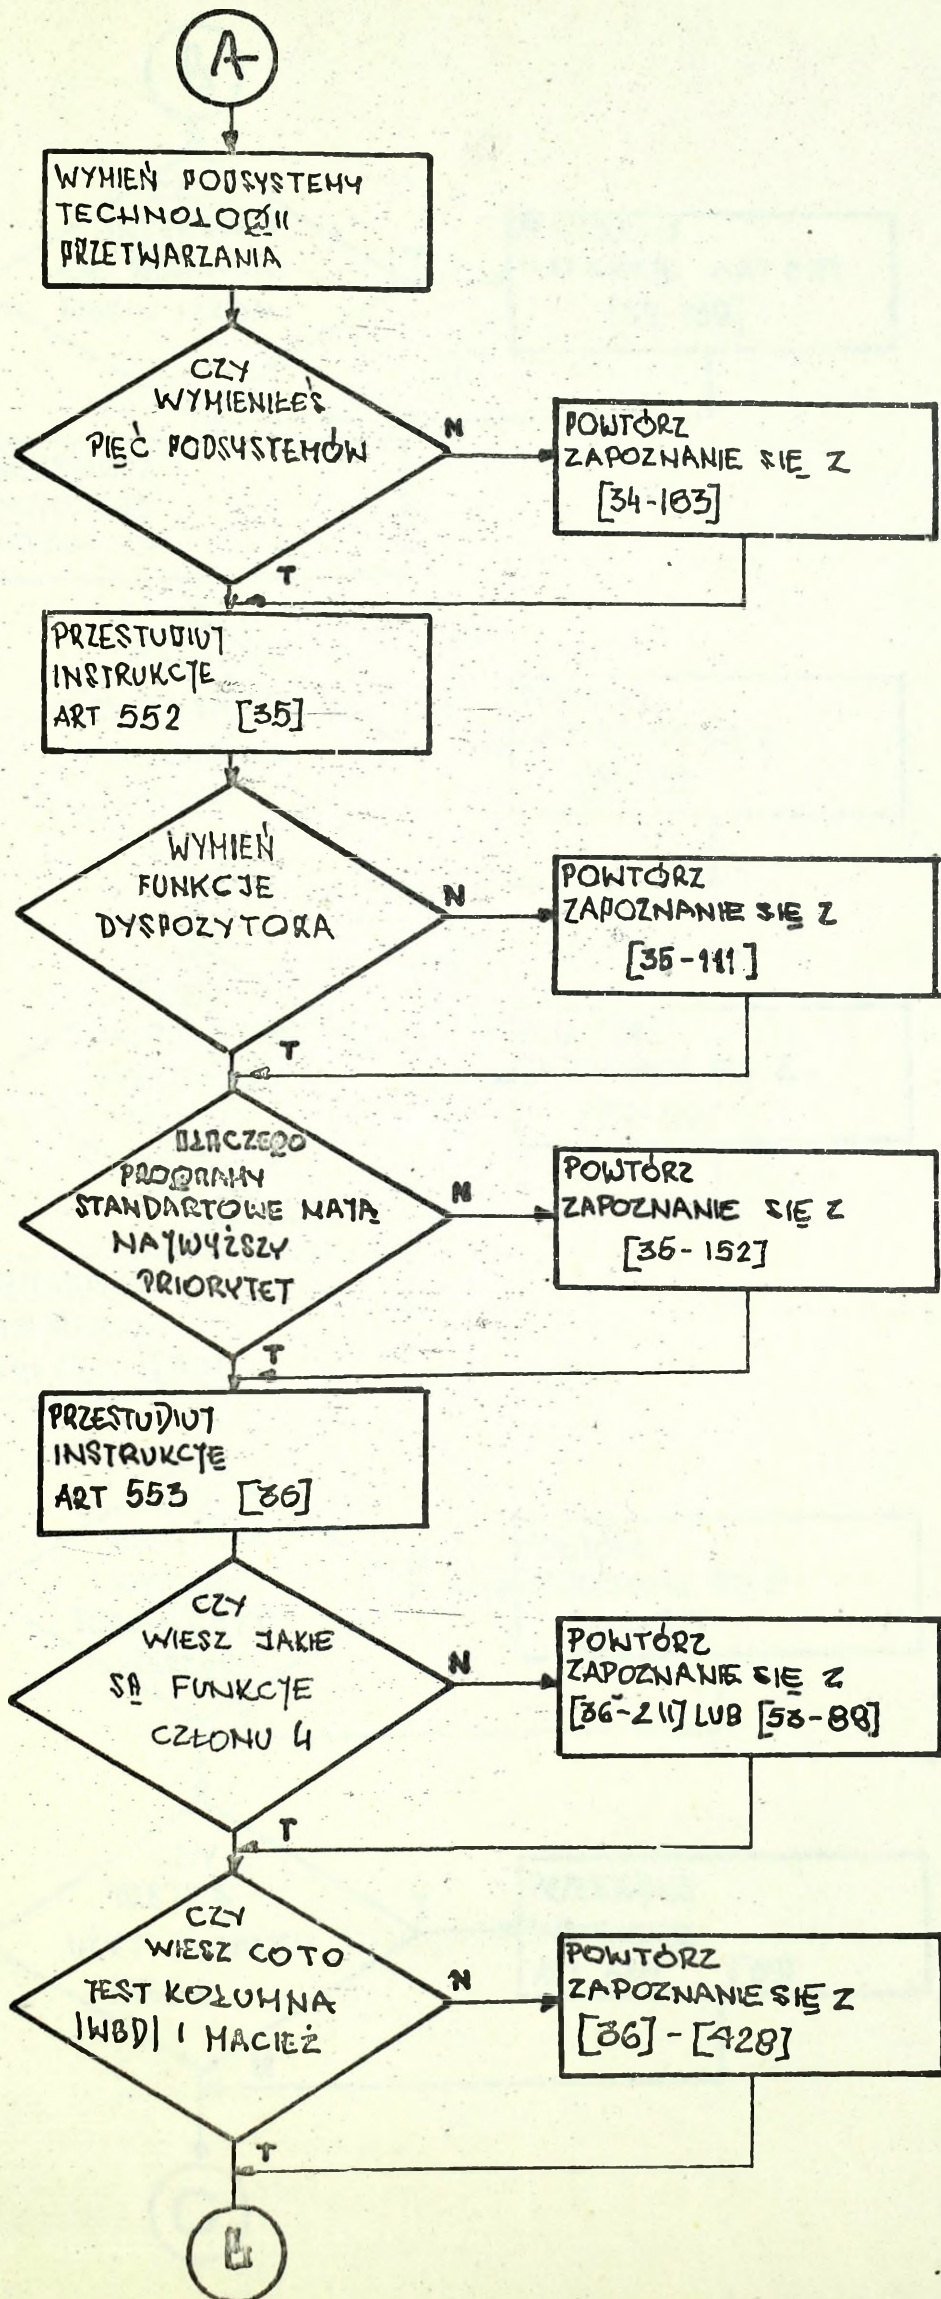 A
WYMIEŃ PODSYSTEMY
TECHNOLOGII
PRZETWARZANIA
CZY
WYMIENIŁEŚ
PIĘĆ PODSYSTEMÓW
N
POWTÓRZ
ZAPOZNANIE SIĘ Z
[34-183]
T
PRZESTUDIUJ
INSTRUKCJE
ART 552 [35]
WYMIEŃ
FUNKCJE
DYSPOZYTORA
N
POWTÓRZ
ZAPOZNANIE SIĘ Z
[35-111]
T
DLACZEGO
PROGRAMY
STANDARTOWE MAJĄ
NAJWYŻSZY
PRIORYTET
N
POWTÓRZ
ZAPOZNANIE SIĘ Z
[35-152]
T
PRZESTUDIUJ
INSTRUKCJĘ
ART 553 [36]
CZY
WIESZ JAKIE
SĄ FUNKCJE
CZŁONU 4
N
POWTÓRZ
ZAPOZNANIE SIĘ Z
[36-211] LUB [53-88]
T
CZY
WIESZ CO TO
JEST KOLUMNA
|WBD| I MACIEŻ
N
POWTÓRZ
ZAPOZNANIE SIĘ Z
[36]-[428]
T